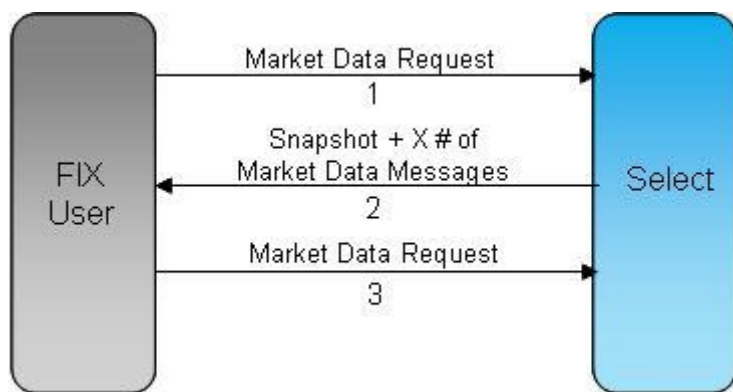 Market Data Request
1
Snapshot + X # of
Market Data Messages
2
Market Data Request
3
FIX
User
Select